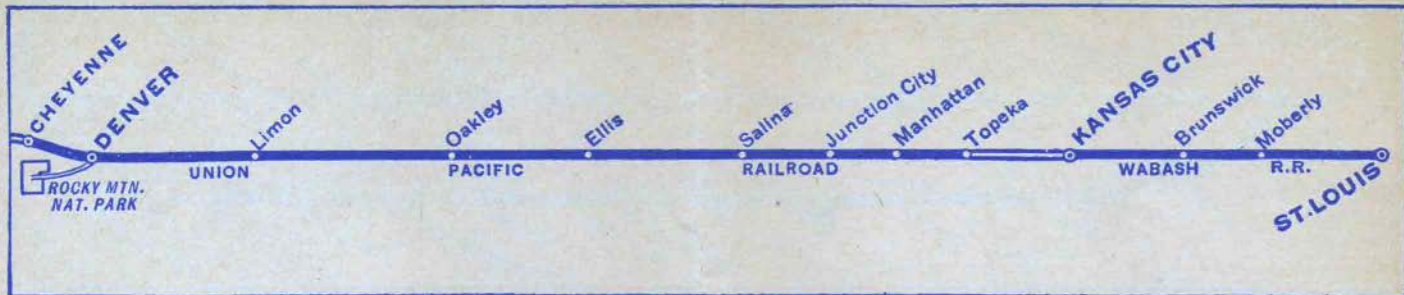 CHEYENNE
DENVER
Limon
Oakley
Ellis
Salina
Junction City
Manhattan
Topeka
KANSAS CITY
Brunswick
Moberly
ST. LOUIS
UNION
PACIFIC
RAILROAD
WABASH
R.R.
ROCKY MTN.
NAT. PARK